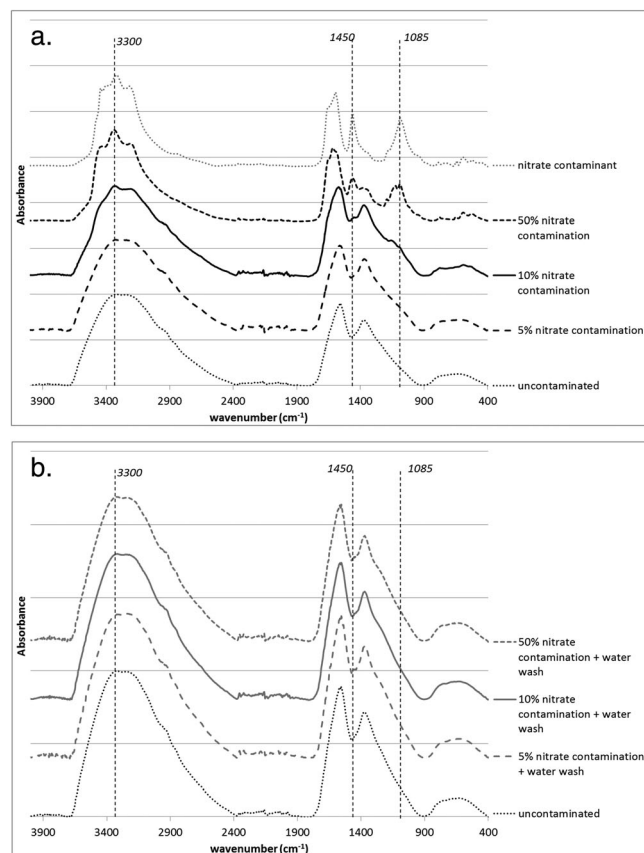 a.
3300
1450
1085
Absorbance
nitrate contaminant
50% nitrate
contamination
10% nitrate
contamination
5% nitrate contamination
uncontaminated
3900 3400 2900 2400 1900 1400 900 400
wavenumber (cm⁻¹)
b.
3300
1450
1085
Absorbance
50% nitrate
contamination + water
wash
10% nitrate
contamination + water
wash
5% nitrate contamination
+ water wash
uncontaminated
3900 3400 2900 2400 1900 1400 900 400
wavenumber (cm⁻¹)